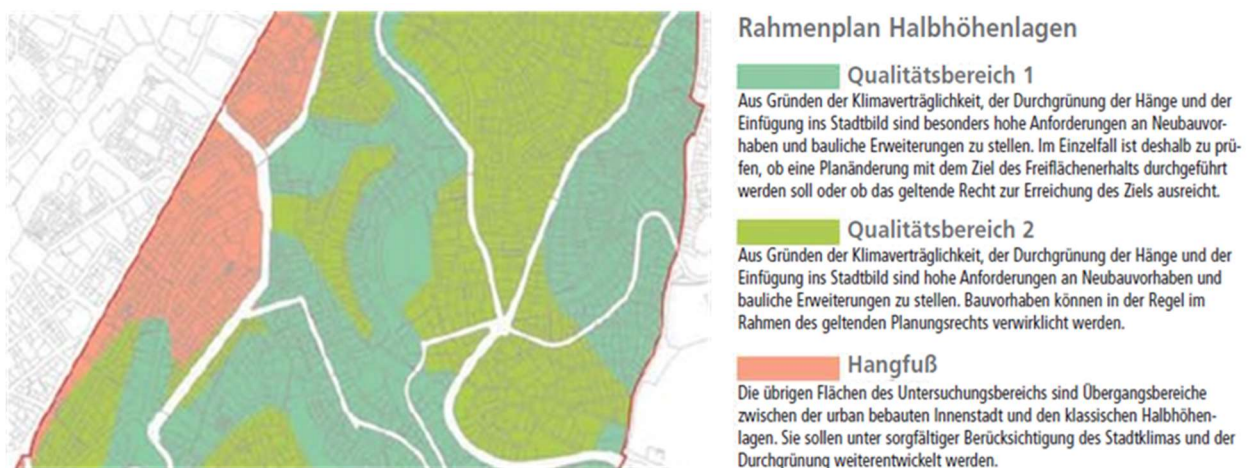 Rahmenplan Halbhöhenlagen
Qualitätsbereich 1
Aus Gründen der Klimaverträglichkeit, der Durchgrünung der Hänge und der
Einfügung ins Stadtbild sind besonders hohe Anforderungen an Neubauvor-
haben und bauliche Erweiterungen zu stellen. Im Einzelfall ist deshalb zu prü-
fen, ob eine Planänderung mit dem Ziel des Freiflächenerhalts durchgeführt
werden soll oder ob das geltende Recht zur Erreichung des Ziels ausreicht.
Qualitätsbereich 2
Aus Gründen der Klimaverträglichkeit, der Durchgrünung der Hänge und der
Einfügung ins Stadtbild sind hohe Anforderungen an Neubauvorhaben und
bauliche Erweiterungen zu stellen. Bauvorhaben können in der Regel im
Rahmen des geltenden Planungsrechts verwirklicht werden.
Hangfuß
Die übrigen Flächen des Untersuchungsbereichs sind Übergangsbereiche
zwischen der urban bebauten Innenstadt und den klassischen Halbhöhen-
lagen. Sie sollen unter sorgfältiger Berücksichtigung des Stadtklimas und der
Durchgrünung weiterentwickelt werden.